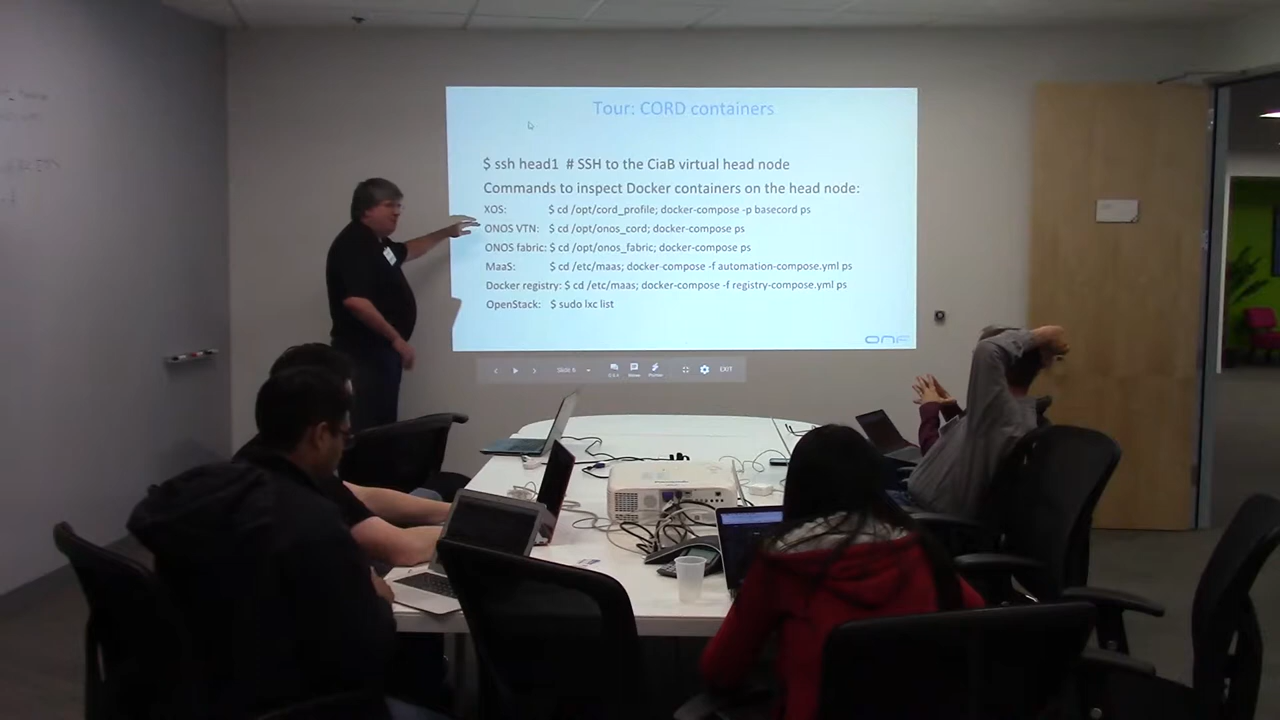 Tour: CORD containers
$ ssh head1 # SSH to the CiaB virtual head node
Commands to inspect Docker containers on the head node:
XOS: $ cd /opt/cord_profile; docker-compose -p basecord ps
ONOS VTN: $ cd /opt/onos_cord; docker-compose ps
ONOS fabric: $ cd /opt/onos_fabric; docker-compose ps
MaaS: $ cd /etc/maas; docker-compose -f automation-compose.yml ps
Docker registry: $ cd /etc/maas; docker-compose -f registry-compose.yml ps
OpenStack: $ sudo lxc list
ONF
Slide 6
EXIT